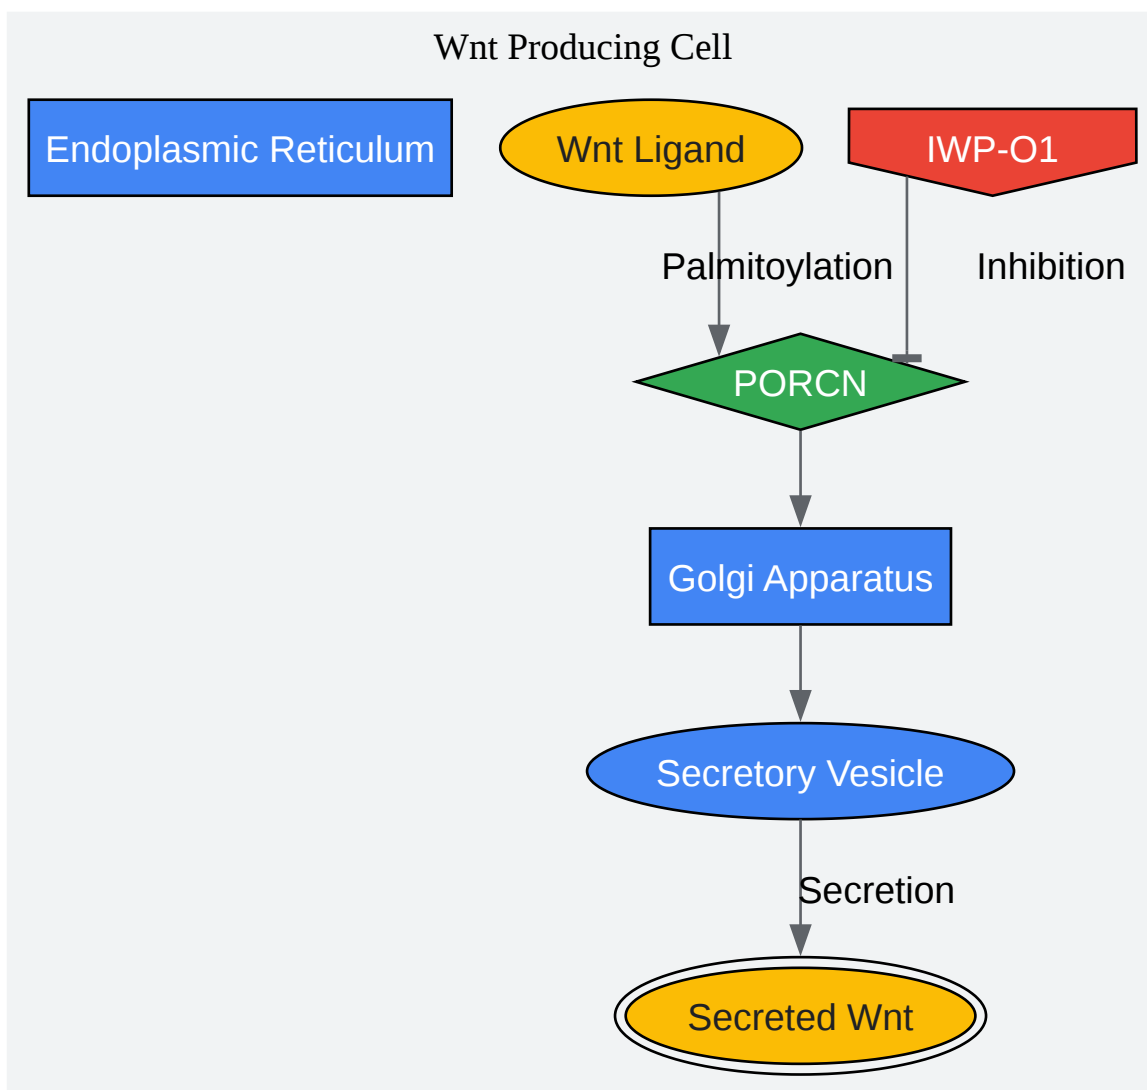 Wnt Producing Cell
Endoplasmic Reticulum
Wnt Ligand
IWP-O1
Palmitoylation
Inhibition
PORCN
Golgi Apparatus
Secretory Vesicle
Secretion
Secreted Wnt